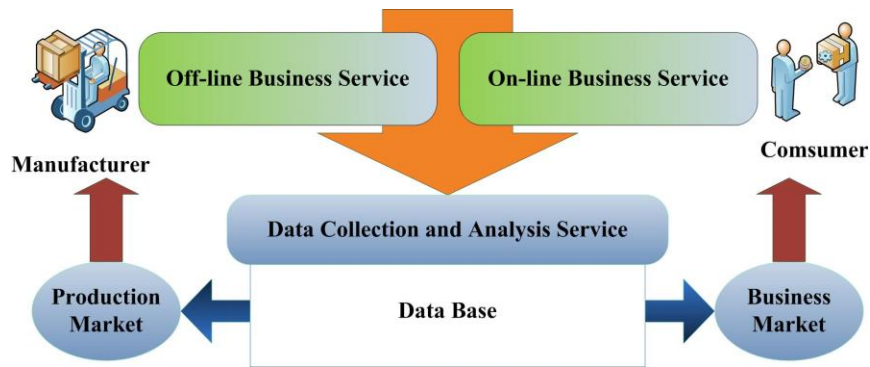 Off-line Business Service
On-line Business Service
Manufacturer
Comsumer
Data Collection and Analysis Service
Production
Market
Data Base
Business
Market